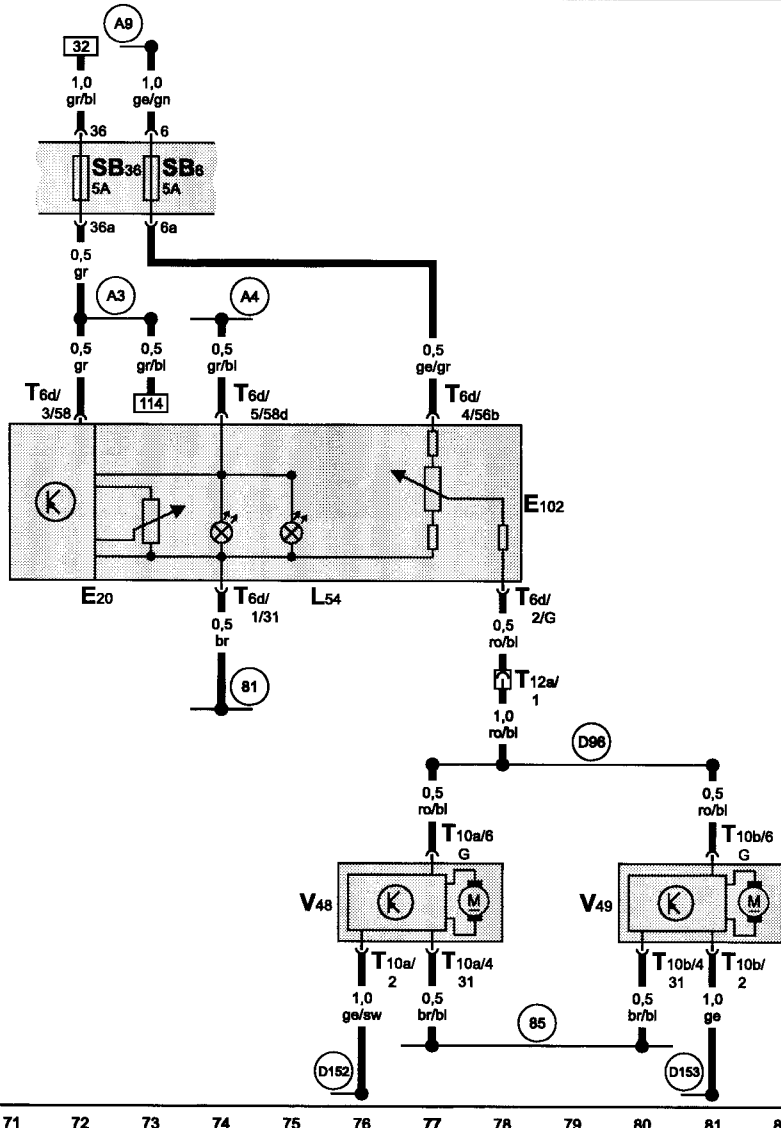 A9
32
1,0 1,0
gr/bl ge/gn
36 6
SB36 SB6
5A 5A
36a 6a
0,5
gr
A3 A4
0,5 0,5 0,5 0,5
gr gr/bl gr/bl ge/gr
T6d/ T6d/ T6d/
3/58 114 5/58d 4/56b
E102
E20 T6d/ L54 T6d/
1/31 2/G
0,5 0,5
br ro/bl
81 T12a/
1
1,0
ro/bl
D96
0,5 0,5
ro/bl ro/bl
T10a/6 T10b/6
G G
V48 M V49 M
T10a/ T10a/4 T10b/4 T10b/
2 31 31 2
1,0 0,5 0,5 1,0
ge/sw br/bl br/bl ge
85
D152 D153
71 72 73 74 75 76 77 78 79 80 81